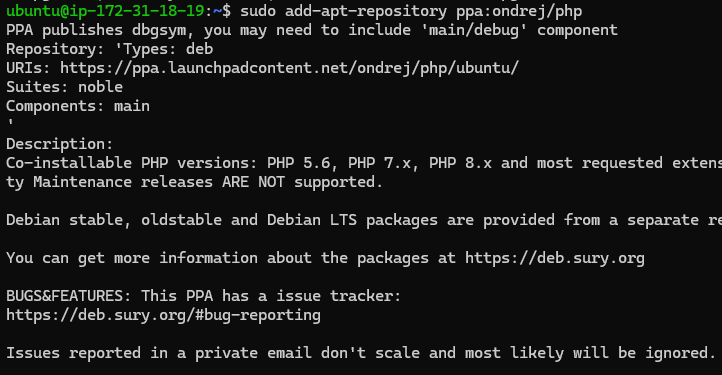 ubuntu@ip-172-31-18-19:~$ sudo add-apt-repository ppa:ondrej/php
PPA publishes dbgsym, you may need to include 'main/debug' component
Repository: 'Types: deb
URIs: https://ppa.launchpadcontent.net/ondrej/php/ubuntu/
Suites: noble
Components: main
'
Description:
Co-installable PHP versions: PHP 5.6, PHP 7.x, PHP 8.x and most requested extens
ty Maintenance releases ARE NOT supported.
Debian stable, oldstable and Debian LTS packages are provided from a separate re
You can get more information about the packages at https://deb.sury.org
BUGS&FEATURES: This PPA has a issue tracker:
https://deb.sury.org/#bug-reporting
Issues reported in a private email don't scale and most likely will be ignored.